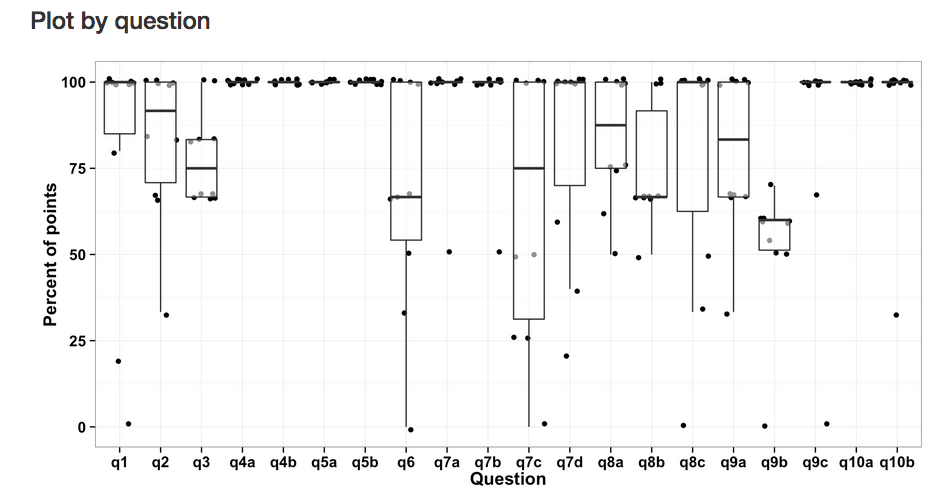 Plot by question
100
75
50
25
0
Percent of points
q1 q2 q3 q4a q4b q5a q5b q6 q7a q7b q7c q7d q8a q8b q8c q9a q9b q9c q10a q10b
Question